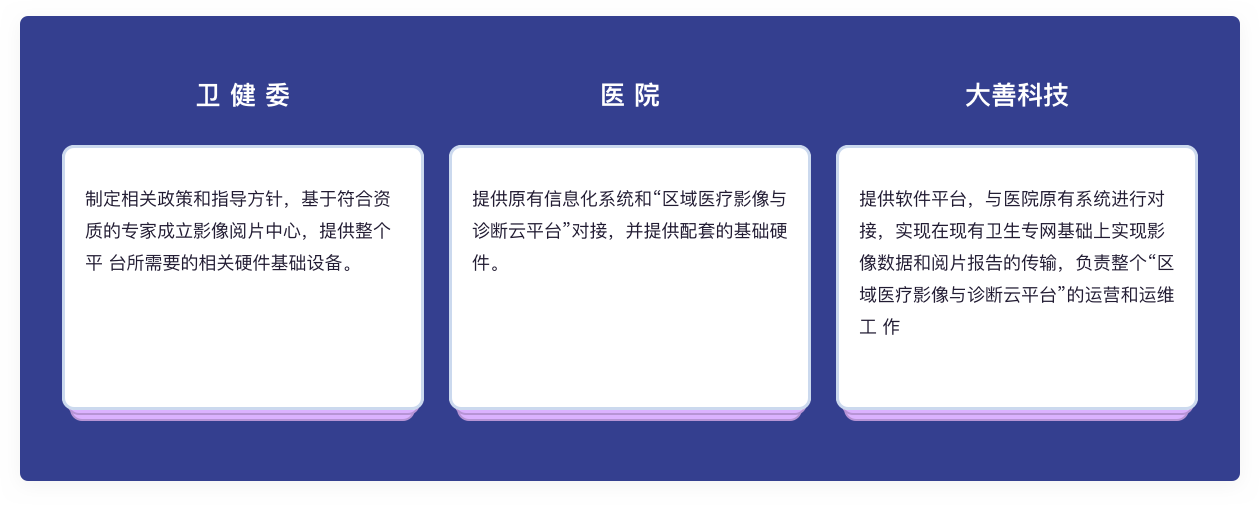 卫 健 委
制定相关政策和指导方针，基于符合资
质的专家成立影像阅片中心，提供整个
平 台所需要的相关硬件基础设备。
医 院
提供原有信息化系统和“区域医疗影像与
诊断云平台”对接，并提供配套的基础硬
件。
大善科技
提供软件平台，与医院原有系统进行对
接，实现在现有卫生专网基础上实现影
像数据和阅片报告的传输，负责整个“区
域医疗影像与诊断云平台”的运营和运维
工 作